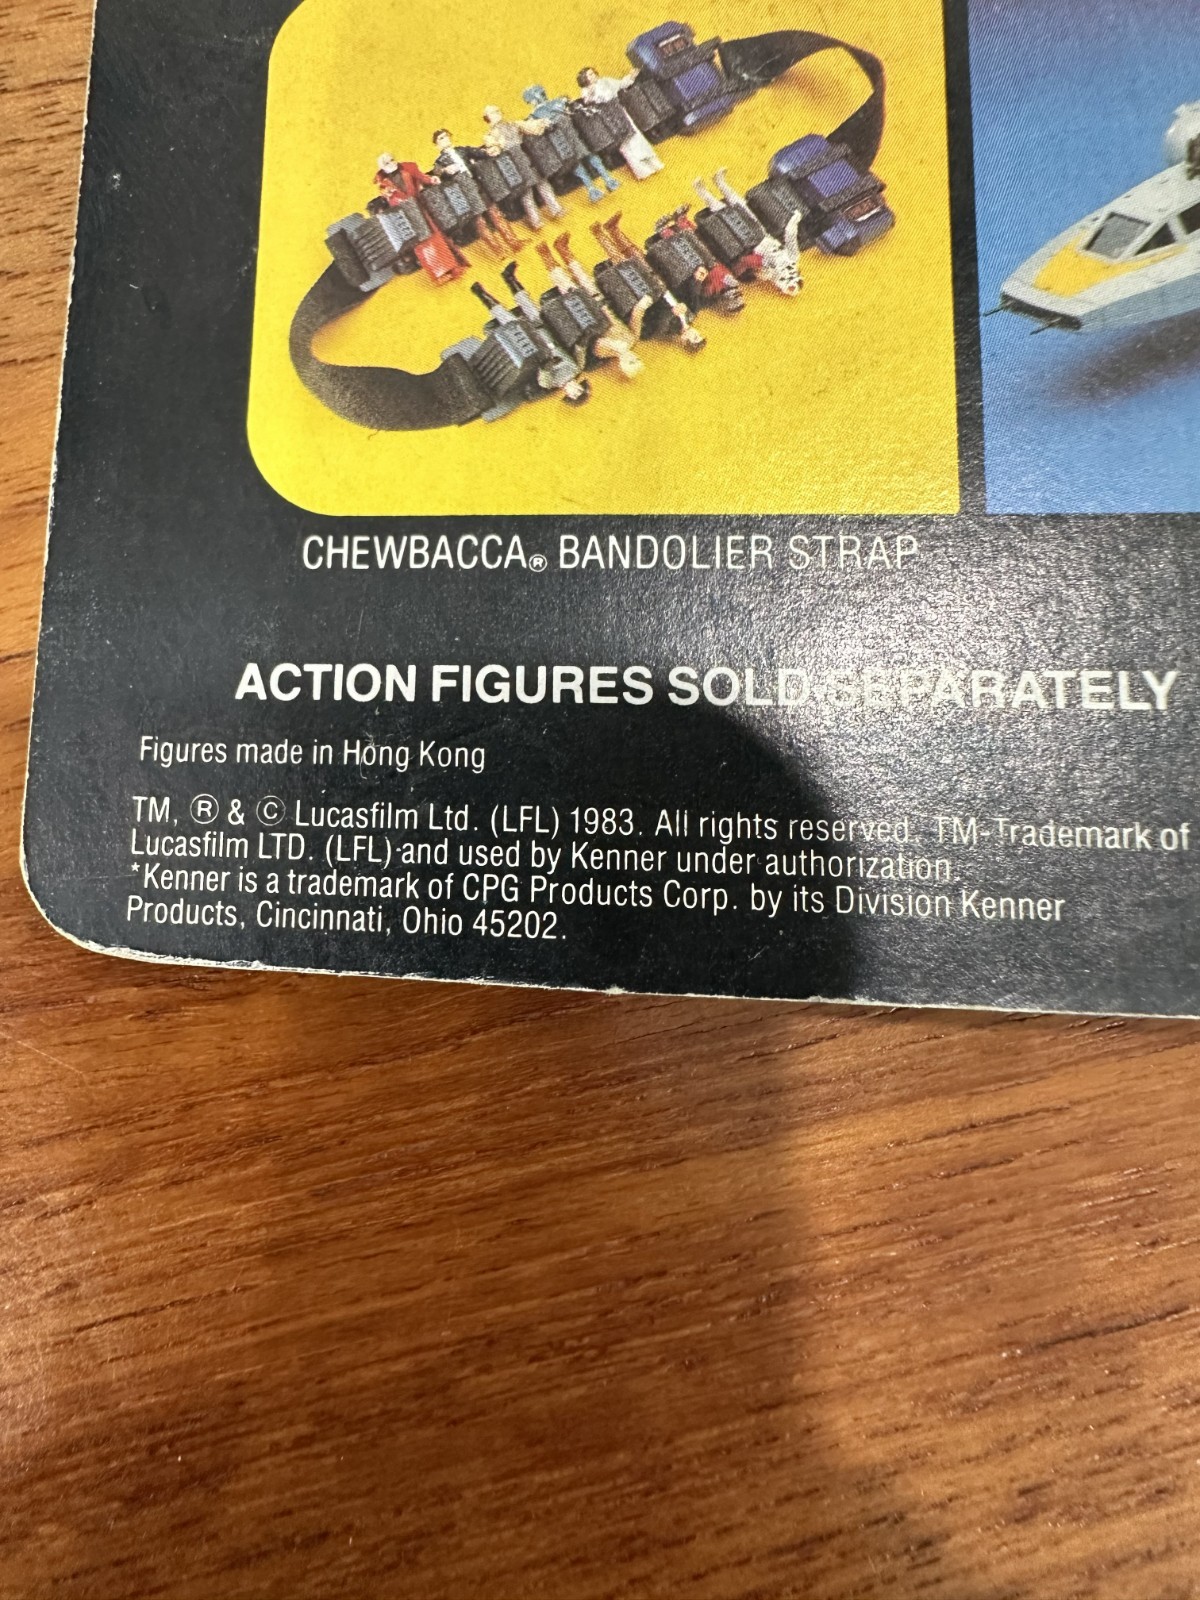 CHEWBACCA® BANDOLIER STRAP
ACTION FIGURES SOLD SEPARATELY
Figures made in Hong Kong
TM, ® & © Lucasfilm Ltd. (LFL) 1983. All rights reserved. TM-Trademark of
Lucasfilm LTD. (LFL) and used by Kenner under authorization.
*Kenner is a trademark of CPG Products Corp. by its Division Kenner
Products, Cincinnati, Ohio 45202.